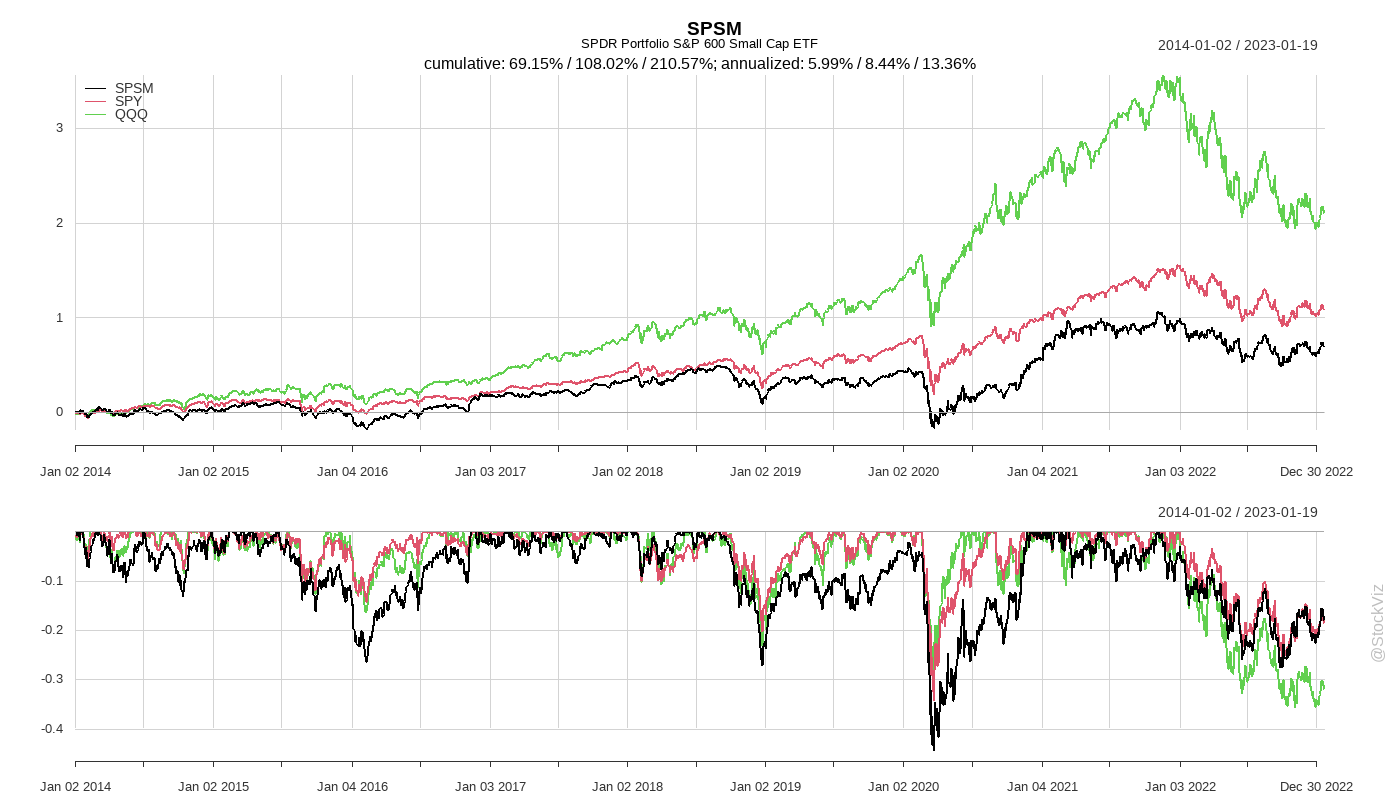 SPSM
SPDR Portfolio S&P 600 Small Cap ETF
2014-01-02 / 2023-01-19
cumulative: 69.15% / 108.02% / 210.57%; annualized: 5.99% / 8.44% / 13.36%
SPSM
SPY
QQQ
3
2
1
0
Jan 02 2014 Jan 02 2015 Jan 04 2016 Jan 03 2017 Jan 02 2018 Jan 02 2019 Jan 02 2020 Jan 04 2021 Jan 03 2022 Dec 30 2022
2014-01-02 / 2023-01-19
-0.1
-0.2
-0.3
-0.4
Jan 02 2014 Jan 02 2015 Jan 04 2016 Jan 03 2017 Jan 02 2018 Jan 02 2019 Jan 02 2020 Jan 04 2021 Jan 03 2022 Dec 30 2022
@StockViz